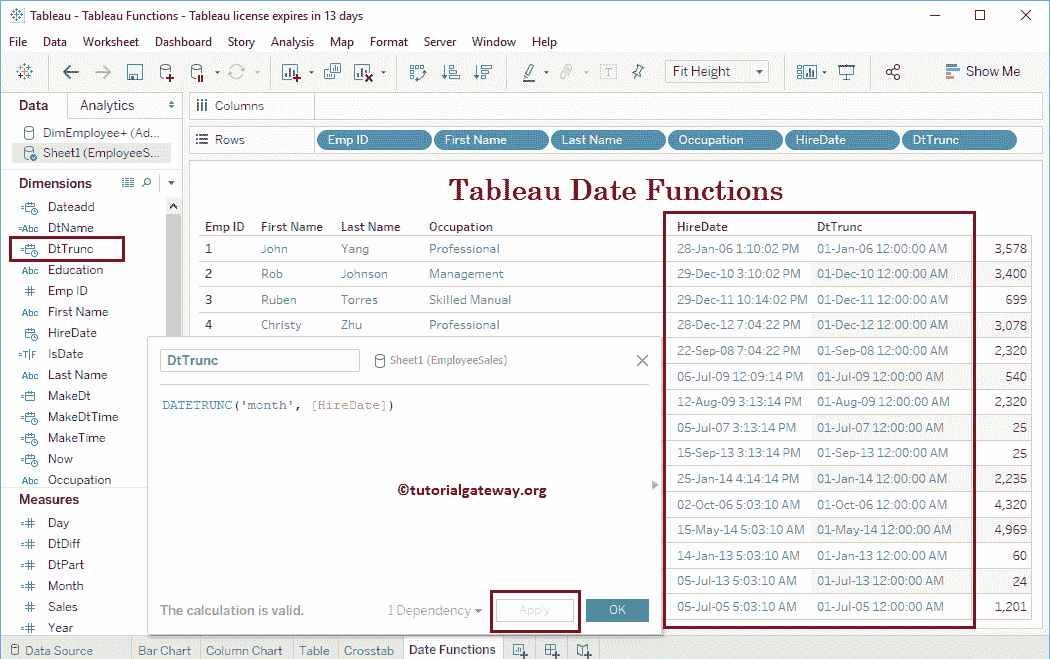 Tableau - Tableau Functions - Tableau license expires in 13 days
File Data Worksheet Dashboard Story Analysis Map Format Server Window Help
Fit Height
Show Me
Data Analytics
Columns
DimEmployee+ (Ad...
Sheet1 (EmployeeS...
Rows Emp ID First Name Last Name Occupation HireDate DtTrunc
Dimensions
Dateadd
Abc DtName
DtTrunc
Abc Education
Emp ID
Abc First Name
HireDate
T|F IsDate
Abc Last Name
MakeDt
MakeDtTime
MakeTime
Now
Abc Occupation
Measures
Day
DtDiff
DtPart
Month
Sales
Year
Tableau Date Functions
Emp ID First Name Last Name Occupation HireDate DtTrunc
1 John Yang Professional 28-Jan-06 1:10:02 PM 01-Jan-06 12:00:00 AM 3,578
2 Rob Johnson Management 29-Dec-10 3:10:02 PM 01-Dec-10 12:00:00 AM 3,400
3 Ruben Torres Skilled Manual 29-Dec-11 10:14:02 PM 01-Dec-11 12:00:00 AM 699
4 Christy Zhu Professional 28-Dec-12 7:04:22 PM 01-Dec-12 12:00:00 AM 3,078
22-Sep-08 7:04:22 PM 01-Sep-08 12:00:00 AM 2,320
06-Jul-09 12:09:14 PM 01-Jul-09 12:00:00 AM 540
12-Aug-09 3:13:14 PM 01-Aug-09 12:00:00 AM 2,320
05-Jul-07 3:13:14 PM 01-Jul-07 12:00:00 AM 25
15-Sep-13 3:13:14 PM 01-Sep-13 12:00:00 AM 25
25-Jan-14 4:14:14 PM 01-Jan-14 12:00:00 AM 2,235
02-Oct-06 5:03:10 AM 01-Oct-06 12:00:00 AM 4,320
15-May-14 5:03:10 AM 01-May-14 12:00:00 AM 4,969
14-Jan-13 5:03:10 AM 01-Jan-13 12:00:00 AM 60
05-Jul-13 5:03:10 AM 01-Jul-13 12:00:00 AM 24
05-Jul-05 5:03:10 AM 01-Jul-05 12:00:00 AM 1,201
DtTrunc Sheet1 (EmployeeSales)
DATETRUNC('month', [HireDate])
©tutorialgateway.org
The calculation is valid. 1 Dependency Apply OK
Data Source Bar Chart Column Chart Table Crosstab Date Functions